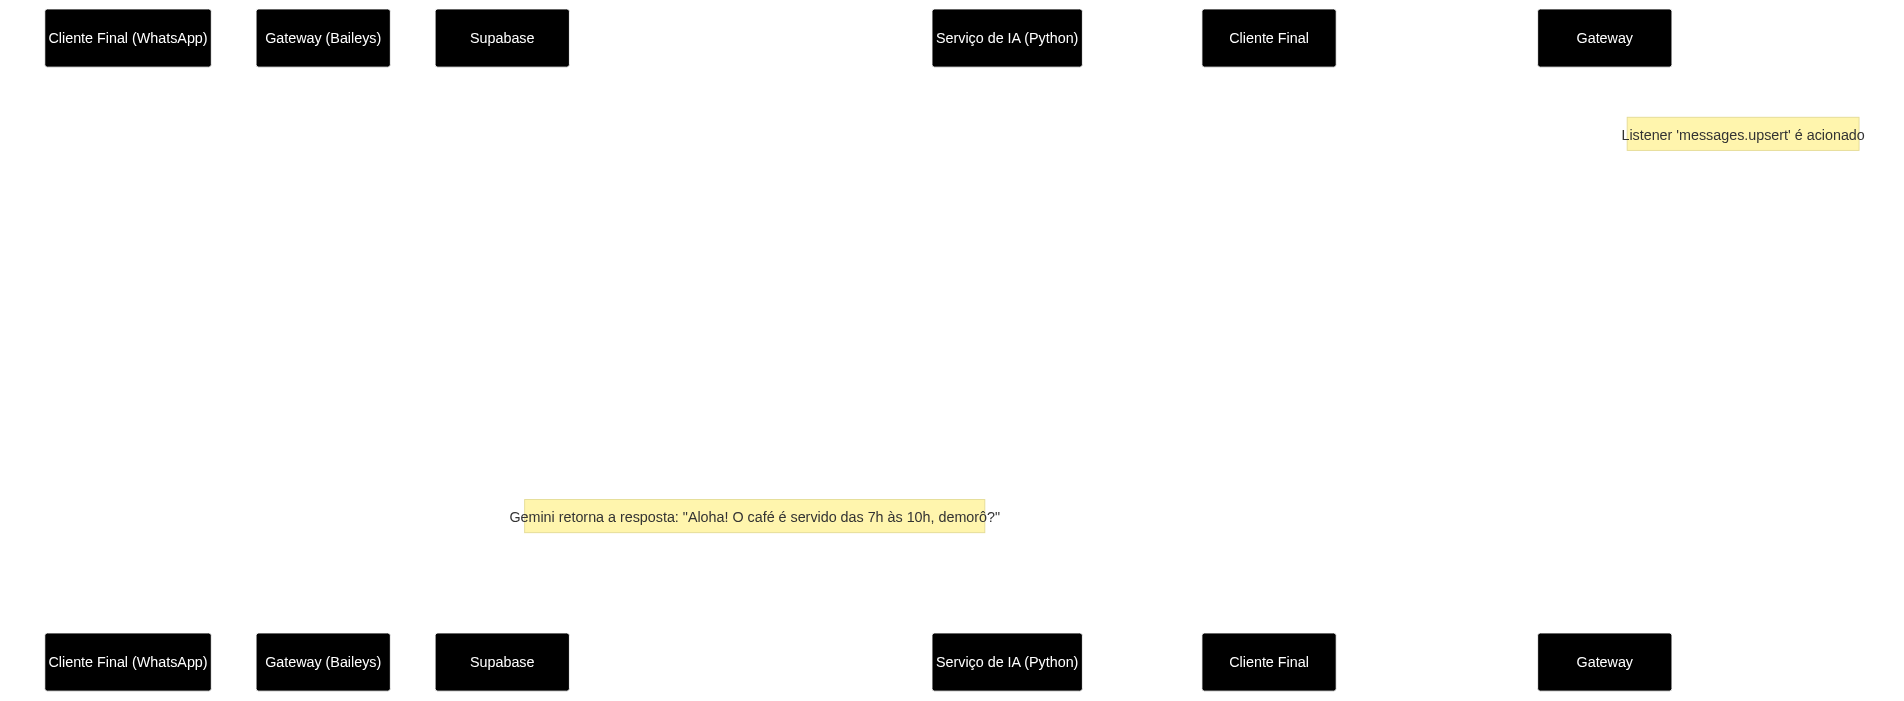 Cliente Final (WhatsApp)
Gateway (Baileys)
Supabase
Serviço de IA (Python)
Cliente Final
Gateway
Listener 'messages.upsert' é acionado
Gemini retorna a resposta: "Aloha! O café é servido das 7h às 10h, demorô?"
Cliente Final (WhatsApp)
Gateway (Baileys)
Supabase
Serviço de IA (Python)
Cliente Final
Gateway